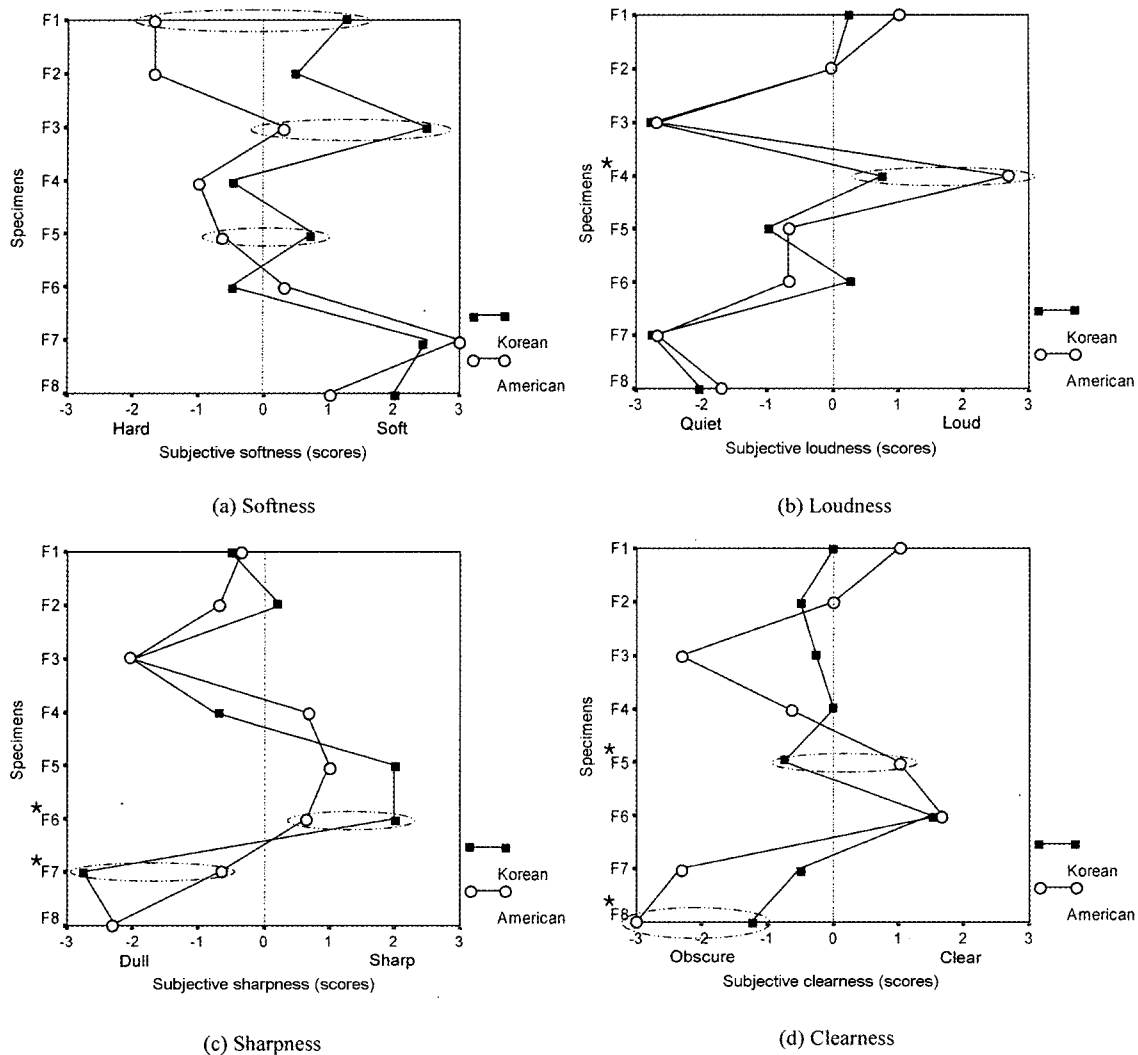 F1
F2
F3
F4
F5
F6
F7
F8
Specimens
-3 -2 -1 0 1 2 3
Hard Soft
Subjective softness (scores)
Korean
American
(a) Softness
F1
F2
F3
*F4
F5
F6
F7
F8
Specimens
-3 -2 -1 0 1 2 3
Quiet Loud
Subjective loudness (scores)
Korean
American
(b) Loudness
F1
F2
F3
F4
F5
*F6
*F7
F8
Specimens
-3 -2 -1 0 1 2 3
Dull Sharp
Subjective sharpness (scores)
Korean
American
(c) Sharpness
F1
F2
F3
F4
*F5
F6
F7
*F8
Specimens
-3 -2 -1 0 1 2 3
Obscure Clear
Subjective clearness (scores)
Korean
American
(d) Clearness